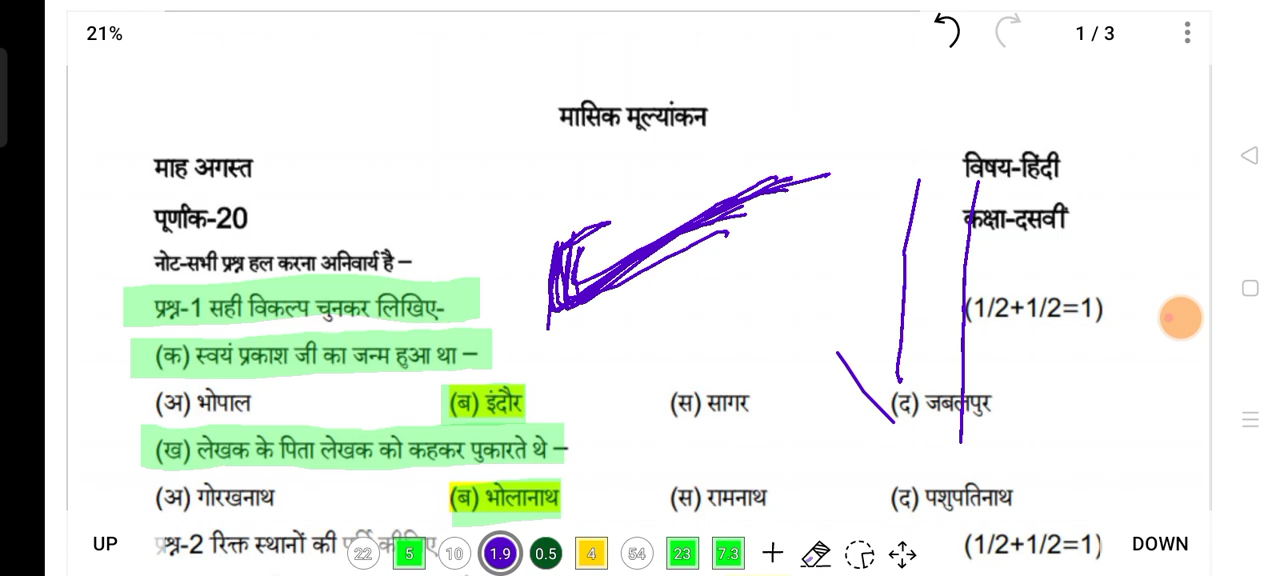 21% 1 / 3
मासिक मूल्यांकन
माह अगस्त विषय-हिंदी
पूर्णांक-20 कक्षा-दसवीं
नोट-सभी प्रश्न हल करना अनिवार्य है –
प्रश्न-1 सही विकल्प चुनकर लिखिए- (1/2+1/2=1)
(क) स्वयं प्रकाश जी का जन्म हुआ था –
(अ) भोपाल (ब) इंदौर (स) सागर (द) जबलपुर
(ख) लेखक के पिता लेखक को कहकर पुकारते थे –
(अ) गोरखनाथ (ब) भोलानाथ (स) रामनाथ (द) पशुपतिनाथ
प्रश्न-2 रिक्त स्थानों की (1/2+1/2=1)
UP 22 5 10 1.9 0.5 4 54 23 7.3 DOWN